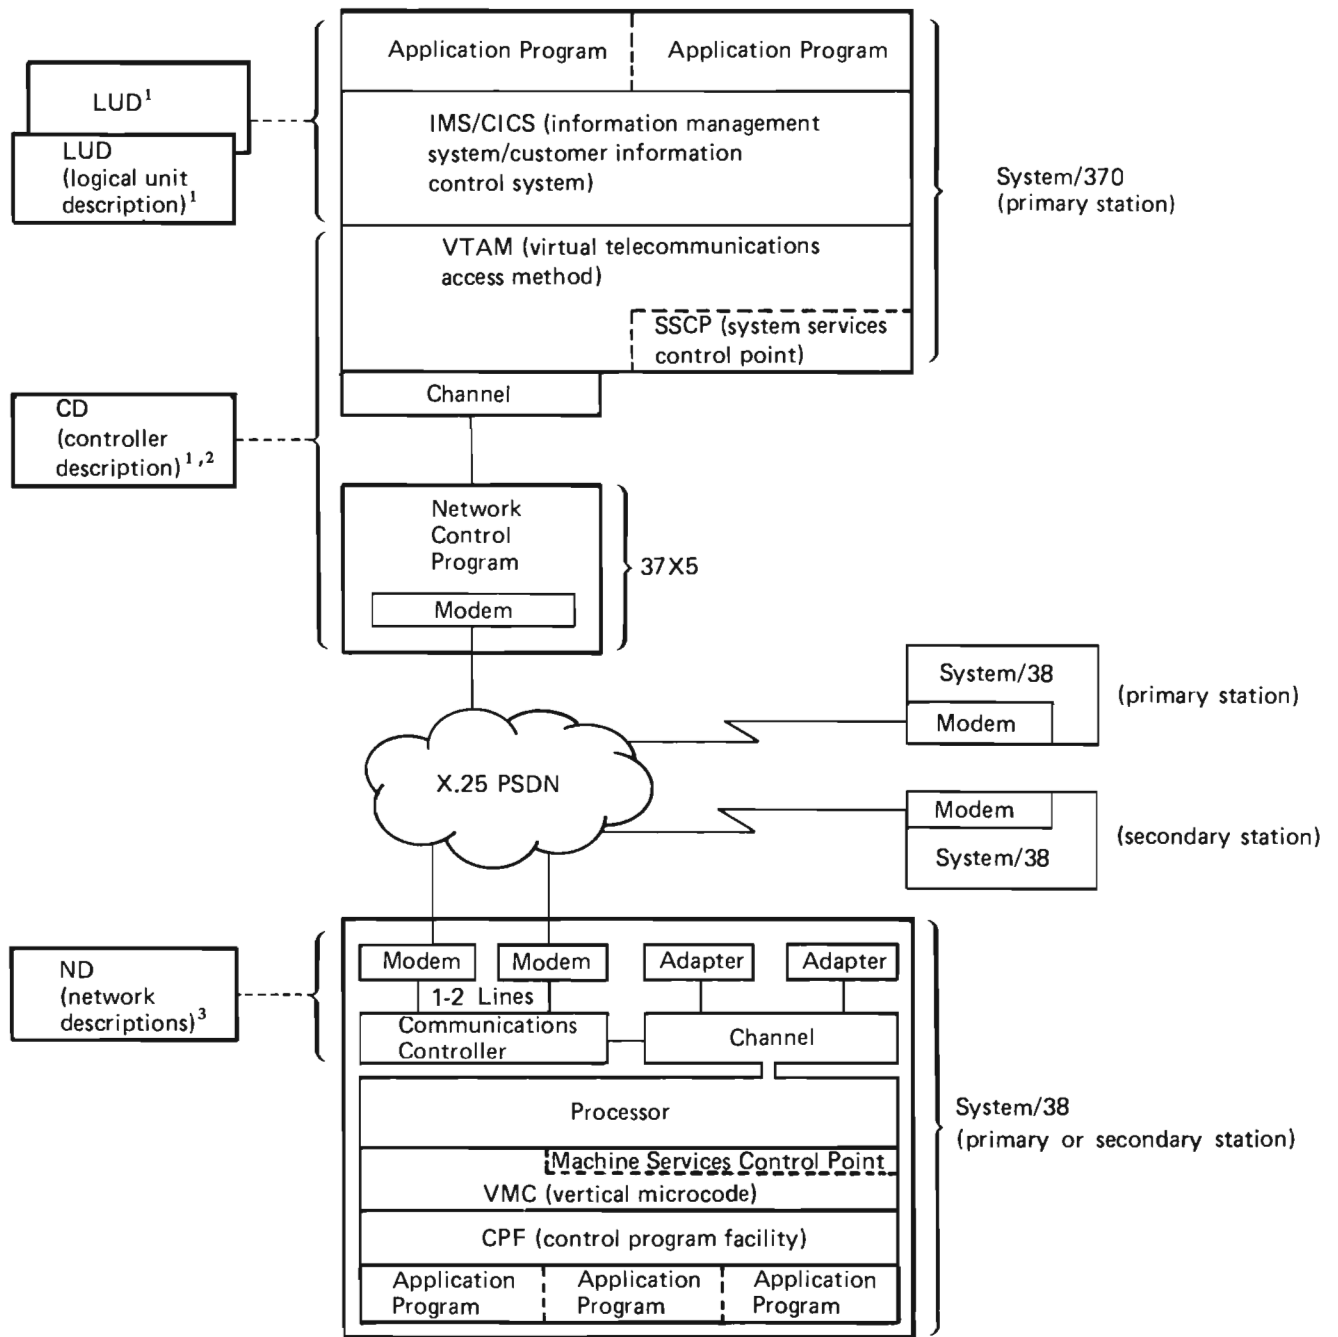 Application Program
Application Program
LUD¹
LUD
(logical unit
description)¹
IMS/CICS (information management
system/customer information
control system)
System/370
(primary station)
VTAM (virtual telecommunications
access method)
SSCP (system services
control point)
Channel
CD
(controller
description)¹,²
Network
Control
Program
Modem
37X5
System/38
Modem
(primary station)
X.25 PSDN
Modem
System/38
(secondary station)
ND
(network
descriptions)³
Modem
Modem
Adapter
Adapter
1-2 Lines
Communications
Controller
Channel
Processor
System/38
(primary or secondary station)
Machine Services Control Point
VMC (vertical microcode)
CPF (control program facility)
Application
Program
Application
Program
Application
Program